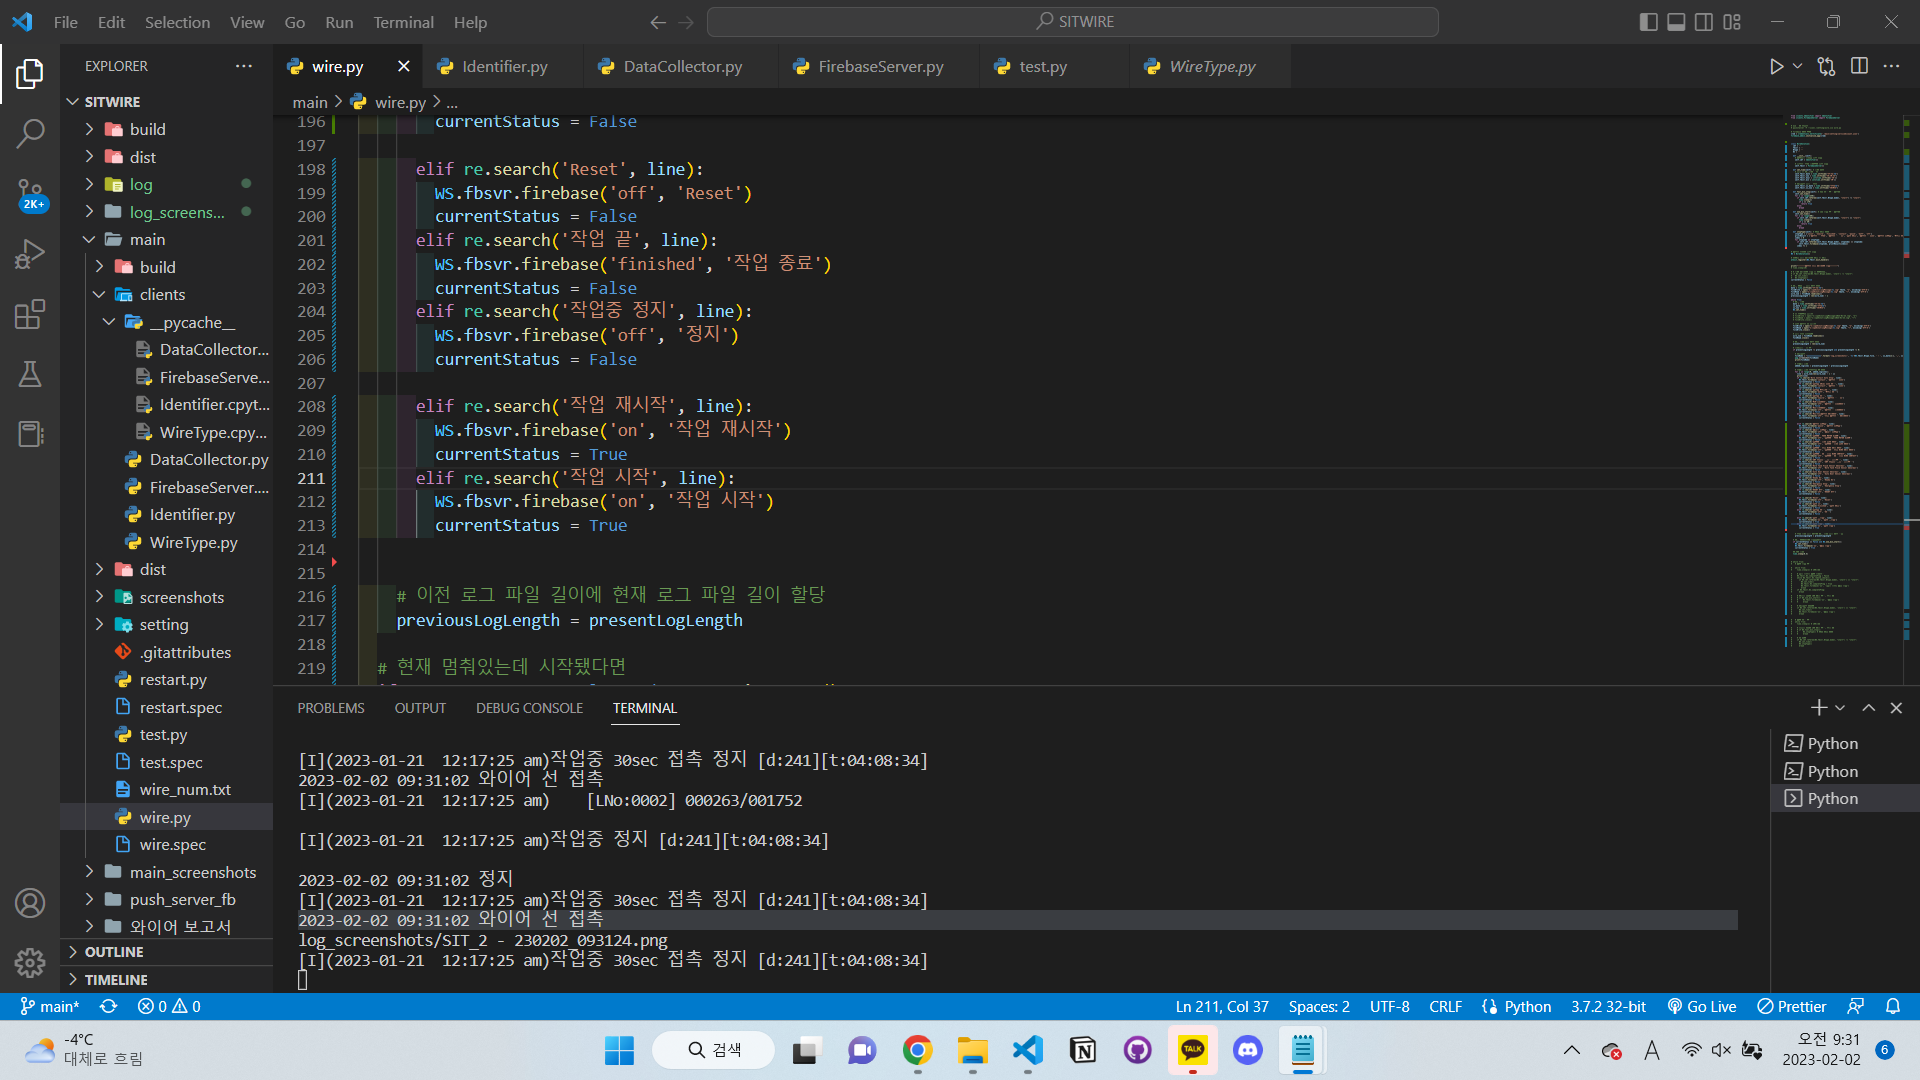 File Edit Selection View Go Run Terminal Help
SITWIRE
EXPLORER
wire.py Identifier.py DataCollector.py FirebaseServer.py test.py WireType.py
main > wire.py > ...
SITWIRE
build
dist
log
log_screens...
main
build
clients
__pycache__
DataCollector...
FirebaseServe...
Identifier.cpyt...
WireType.cpy...
DataCollector.py
FirebaseServer....
Identifier.py
WireType.py
dist
screenshots
setting
.gitattributes
restart.py
restart.spec
test.py
test.spec
wire_num.txt
wire.py
wire.spec
main_screenshots
push_server_fb
와이어 보고서
OUTLINE
TIMELINE
2K+
196 currentStatus = False
197
198 elif re.search('Reset', line):
199 WS.fbsvr.firebase('off', 'Reset')
200 currentStatus = False
201 elif re.search('작업 끝', line):
202 WS.fbsvr.firebase('finished', '작업 종료')
203 currentStatus = False
204 elif re.search('작업중 정지', line):
205 WS.fbsvr.firebase('off', '정지')
206 currentStatus = False
207
208 elif re.search('작업 재시작', line):
209 WS.fbsvr.firebase('on', '작업 재시작')
210 currentStatus = True
211 elif re.search('작업 시작', line):
212 WS.fbsvr.firebase('on', '작업 시작')
213 currentStatus = True
214
215
216 # 이전 로그 파일 길이에 현재 로그 파일 길이 할당
217 previousLogLength = presentLogLength
218
219 # 현재 멈춰있는데 시작됐다면
PROBLEMS OUTPUT DEBUG CONSOLE TERMINAL
[I](2023-01-21 12:17:25 am)작업중 30sec 접촉 정지 [d:241][t:04:08:34]
2023-02-02 09:31:02 와이어 선 접촉
[I](2023-01-21 12:17:25 am) [LNo:0002] 000263/001752
[I](2023-01-21 12:17:25 am)작업중 정지 [d:241][t:04:08:34]
2023-02-02 09:31:02 정지
[I](2023-01-21 12:17:25 am)작업중 30sec 접촉 정지 [d:241][t:04:08:34]
2023-02-02 09:31:02 와이어 선 접촉
log_screenshots/SIT_2 - 230202_093124.png
[I](2023-01-21 12:17:25 am)작업중 30sec 접촉 정지 [d:241][t:04:08:34]
Python
Python
Python
main* 0 0 Ln 211, Col 37 Spaces: 2 UTF-8 CRLF Python 3.7.2 32-bit Go Live Prettier
-4°C
대체로 흐림
검색
TALK
A
오전 9:31
2023-02-02
6